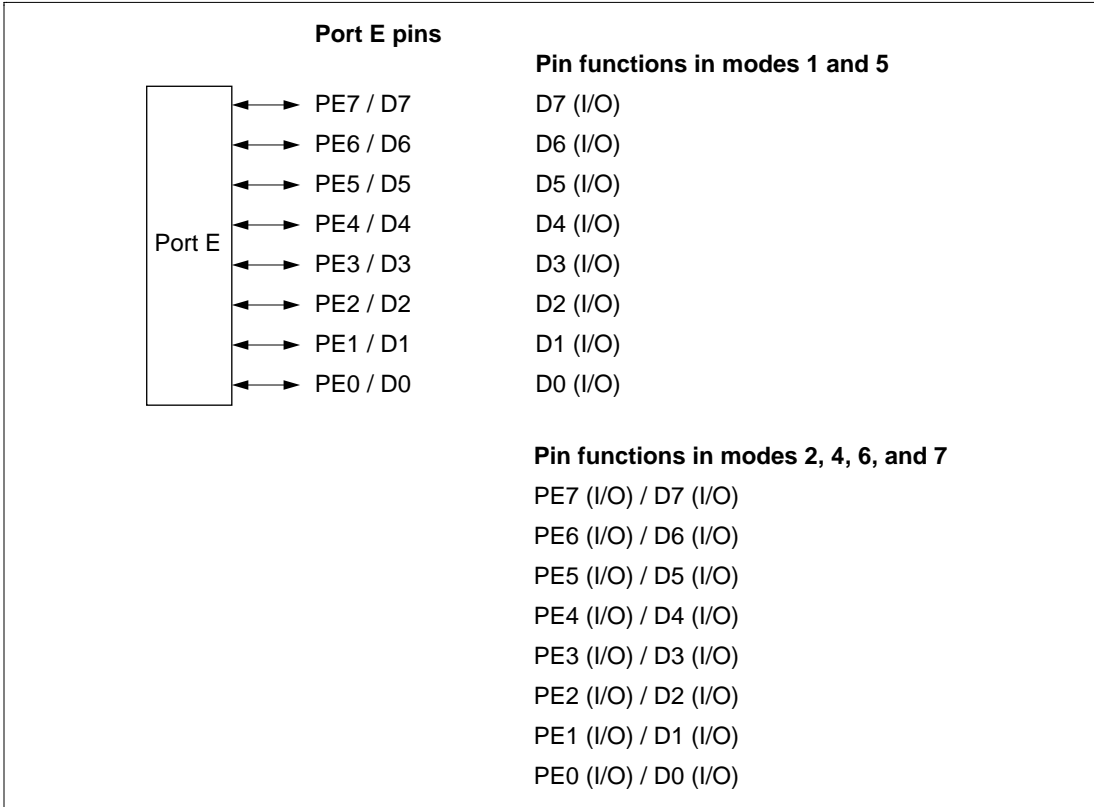 Port E pins
Pin functions in modes 1 and 5
PE7 / D7 D7 (I/O)
PE6 / D6 D6 (I/O)
PE5 / D5 D5 (I/O)
PE4 / D4 D4 (I/O)
Port E
PE3 / D3 D3 (I/O)
PE2 / D2 D2 (I/O)
PE1 / D1 D1 (I/O)
PE0 / D0 D0 (I/O)
Pin functions in modes 2, 4, 6, and 7
PE7 (I/O) / D7 (I/O)
PE6 (I/O) / D6 (I/O)
PE5 (I/O) / D5 (I/O)
PE4 (I/O) / D4 (I/O)
PE3 (I/O) / D3 (I/O)
PE2 (I/O) / D2 (I/O)
PE1 (I/O) / D1 (I/O)
PE0 (I/O) / D0 (I/O)